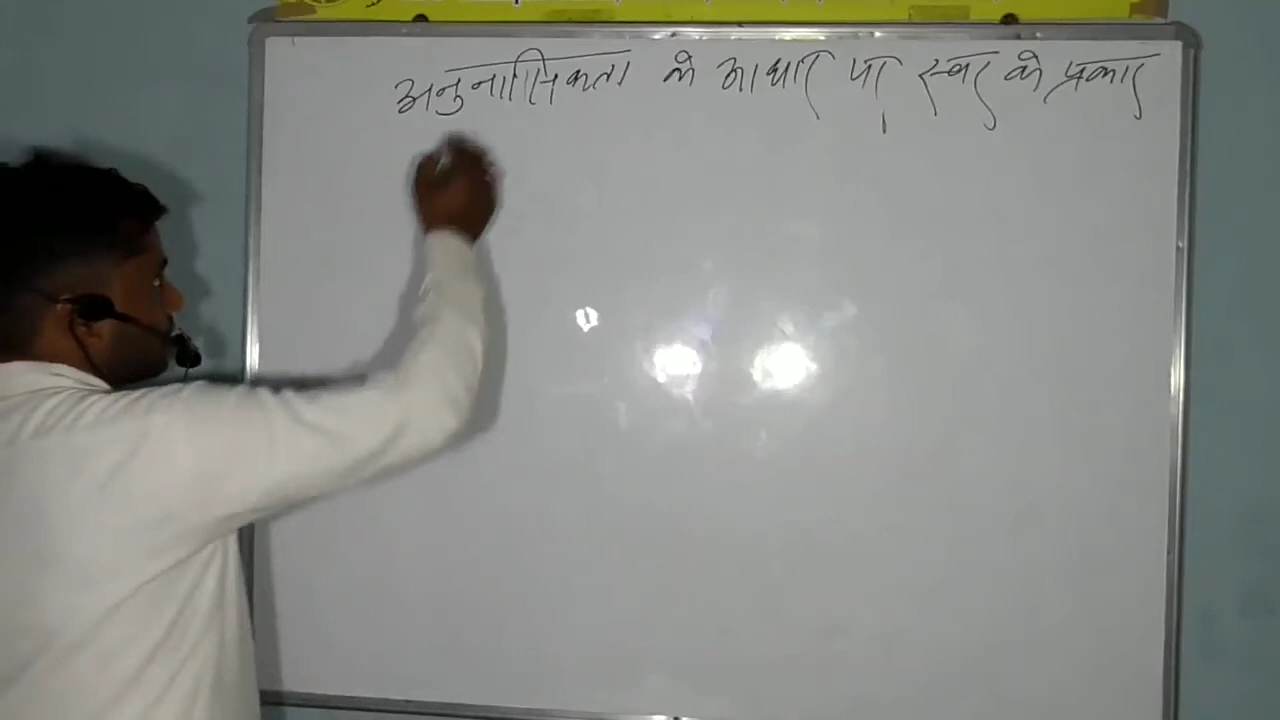 अनुनासिकता के आधार पर स्वर के प्रकार